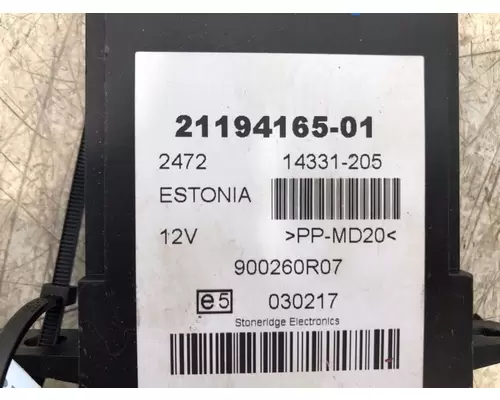 21194165-01
2472 14331-205
ESTONIA
12V >PP-MD20<
900260R07
e5 030217
Stoneridge Electronics